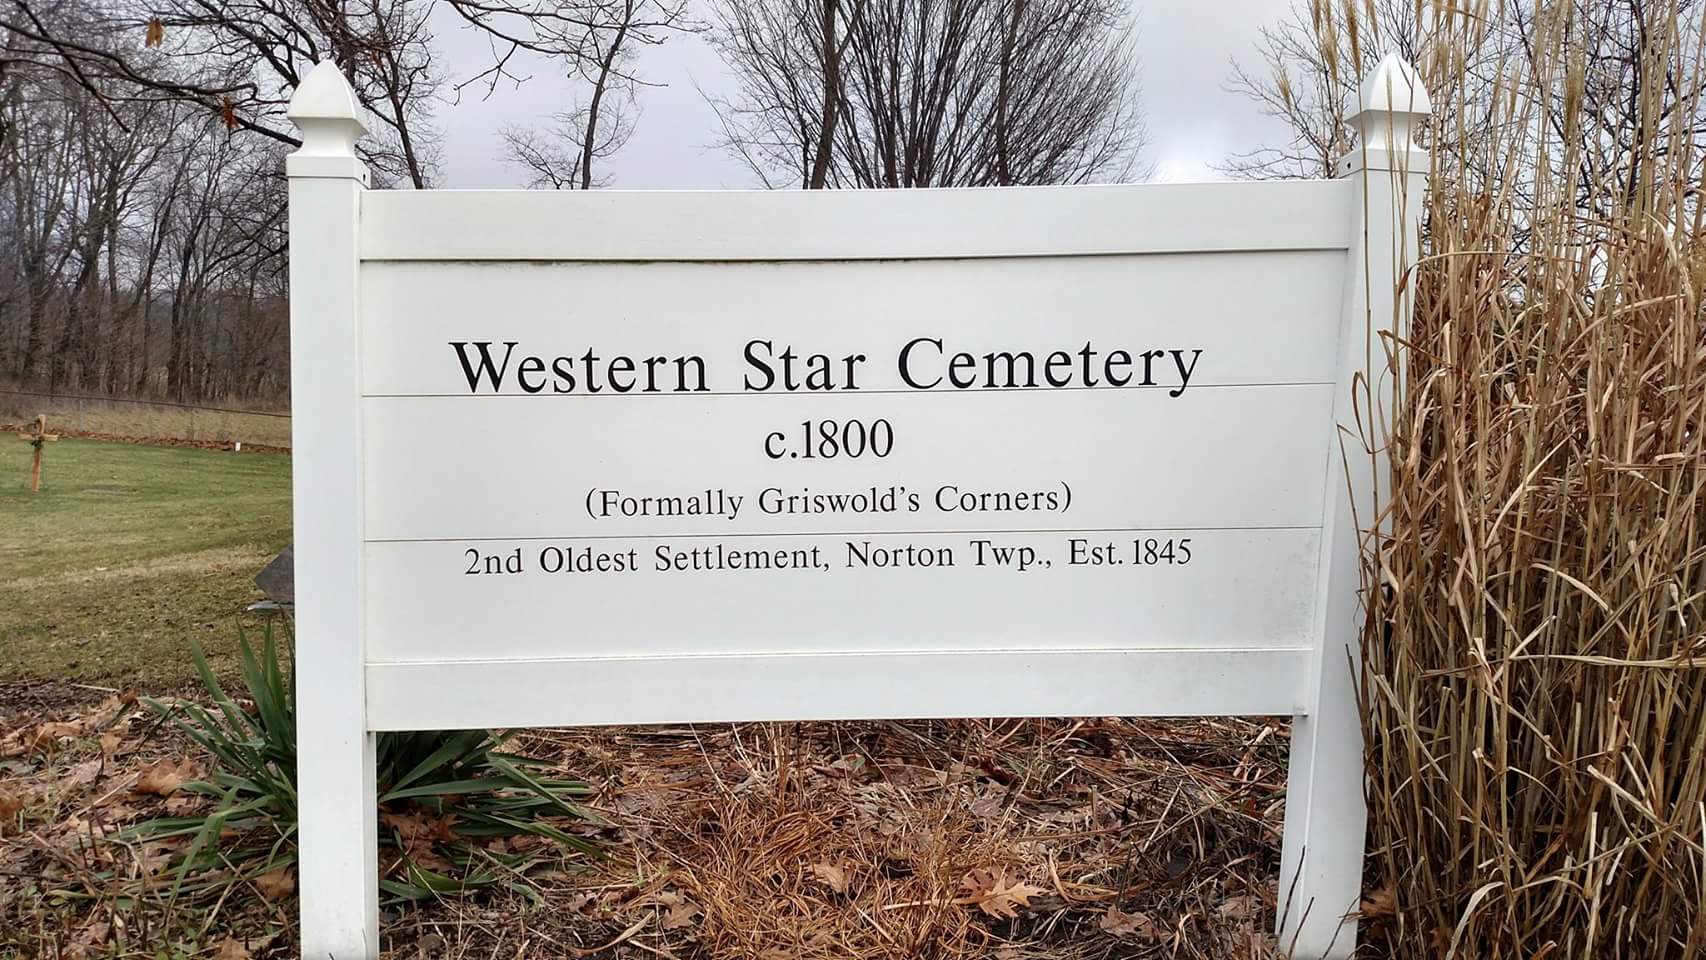 Western Star Cemetery
c.1800
(Formally Griswold's Corners)
2nd Oldest Settlement, Norton Twp., Est. 1845